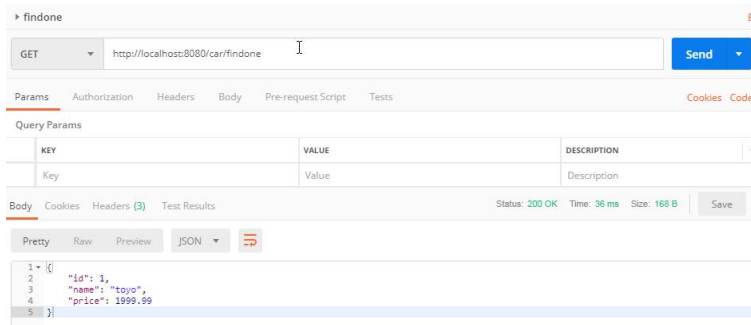 findone
GET http://localhost:8080/car/findone Send
Params Authorization Headers Body Pre-request Script Tests Cookies Code
Query Params
KEY VALUE DESCRIPTION
Key Value Description
Body Cookies Headers (3) Test Results Status: 200 OK Time: 36 ms Size: 168 B Save
Pretty Raw Preview JSON
1 {
2 "id": 1,
3 "name": "toyo",
4 "price": 1999.99
5 }